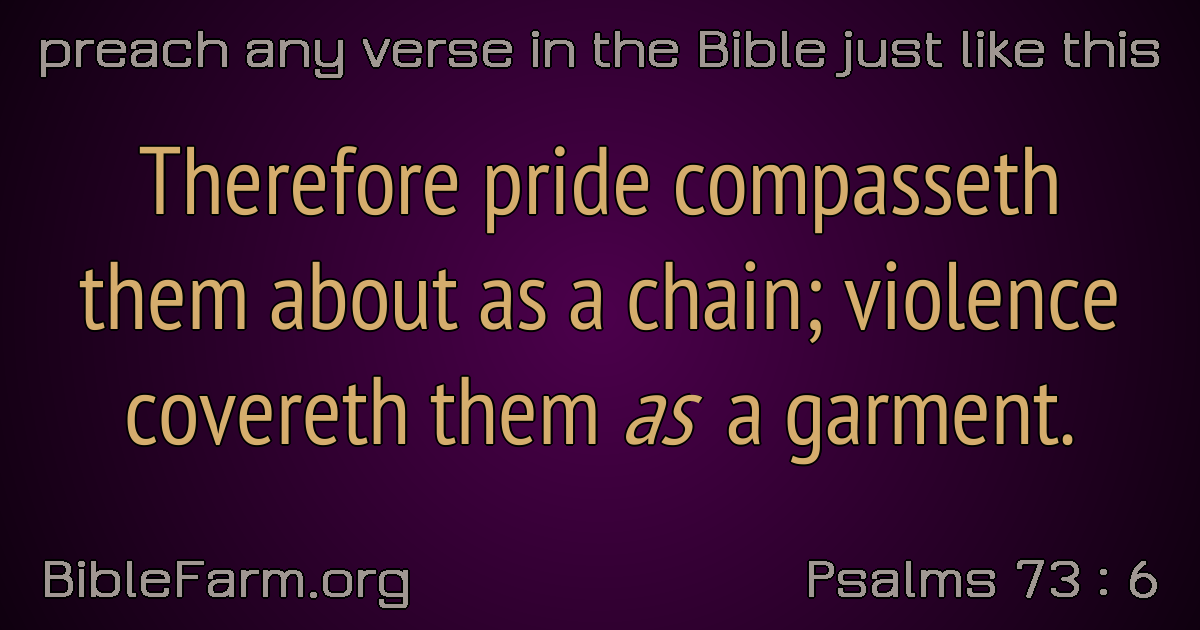 preach any verse in the Bible just like this
Therefore pride compasseth
them about as a chain; violence
covereth them as a garment.
BibleFarm.org
Psalms 73 : 6